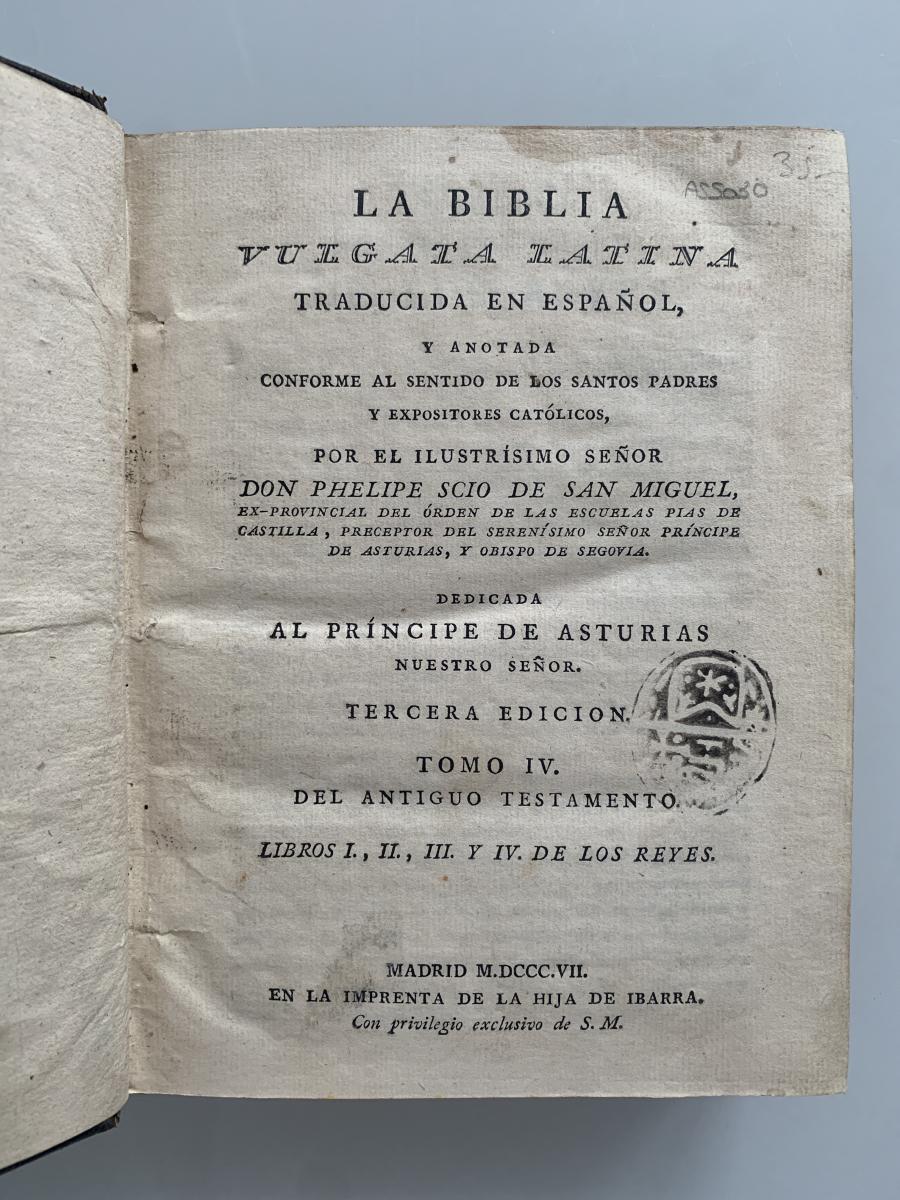 LA BIBLIA
VULGATA LATINA
TRADUCIDA EN ESPAÑOL,
Y ANOTADA
CONFORME AL SENTIDO DE LOS SANTOS PADRES
Y EXPOSITORES CATÓLICOS,
POR EL ILUSTRÍSIMO SEÑOR
DON PHELIPE SCIO DE SAN MIGUEL,
EX-PROVINCIAL DEL ÓRDEN DE LAS ESCUELAS PIAS DE
CASTILLA, PRECEPTOR DEL SERENÍSIMO SEÑOR PRÍNCIPE
DE ASTURIAS, Y OBISPO DE SEGOVIA.
DEDICADA
AL PRÍNCIPE DE ASTURIAS
NUESTRO SEÑOR.
TERCERA EDICION.
TOMO IV.
DEL ANTIGUO TESTAMENTO.
LIBROS I., II., III. Y IV. DE LOS REYES.
MADRID M.DCCC.VII.
EN LA IMPRENTA DE LA HIJA DE IBARRA.
Con privilegio exclusivo de S. M.